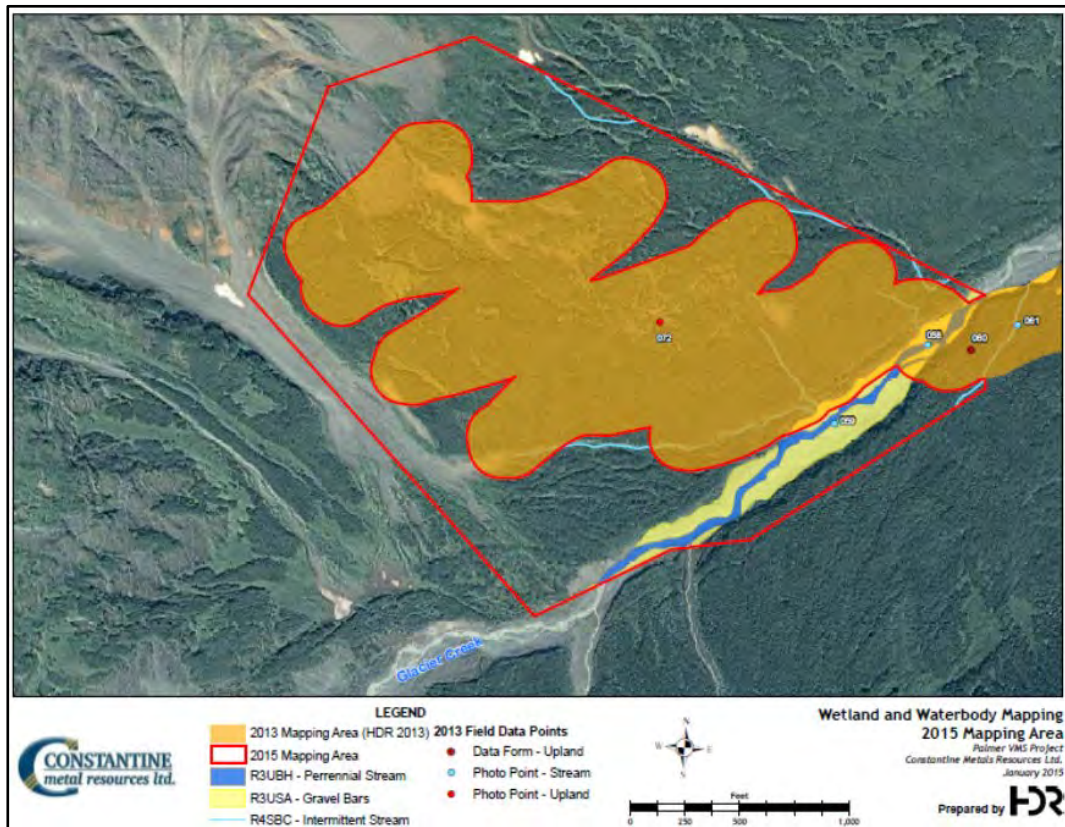 072
058
060
061
059
Glacier Creek
CONSTANTINE
metal resources ltd.
LEGEND
2013 Mapping Area (HDR 2013)
2015 Mapping Area
R3UBH - Perrennial Stream
R3USA - Gravel Bars
R4SBC - Intermittent Stream
2013 Field Data Points
Data Form - Upland
Photo Point - Stream
Photo Point - Upland
N
W E
S
Feet
0 250 500 1,000
Wetland and Waterbody Mapping
2015 Mapping Area
Palmer VMS Project
Constantine Metals Resources Ltd.
January 2015
Prepared by HDR